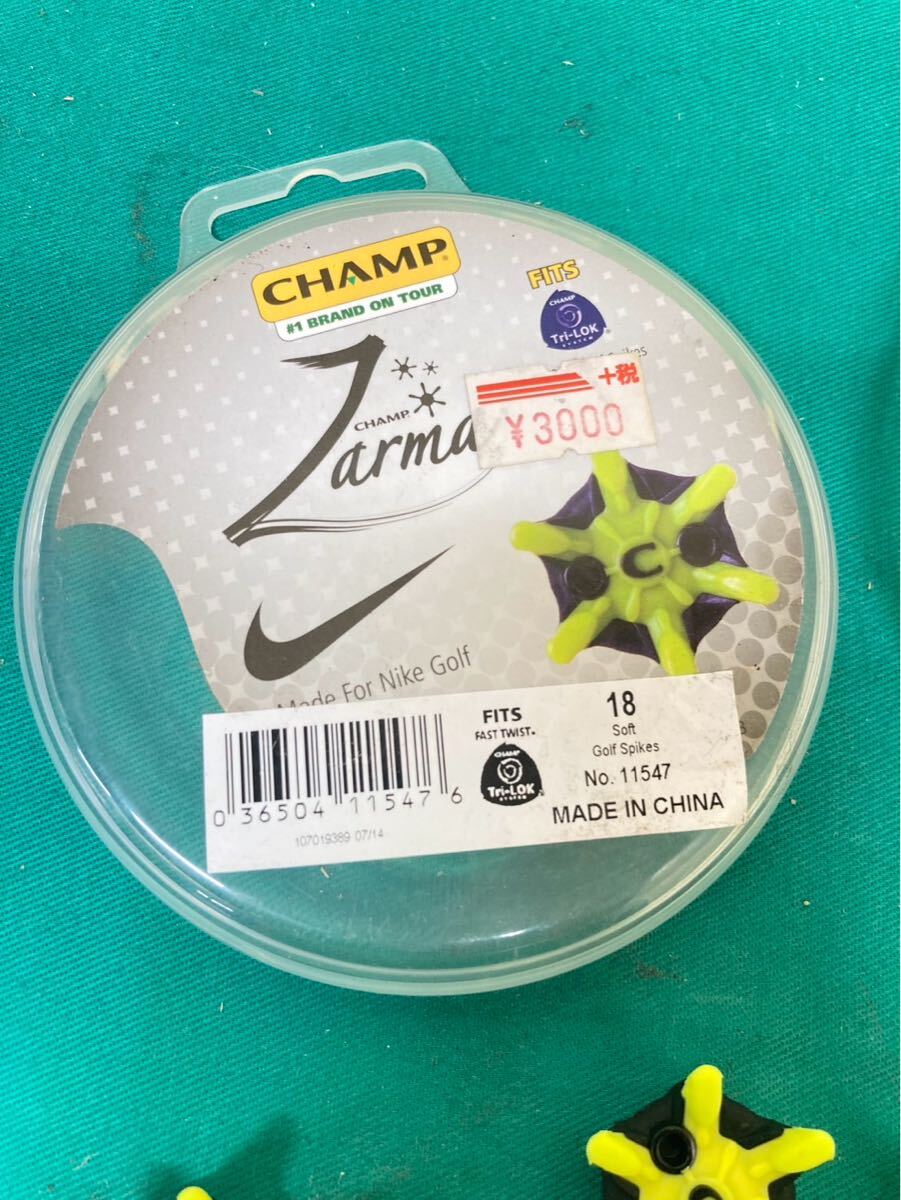 CHAMP®
#1 BRAND ON TOUR
FITS
CHAMP
Tri-LOK®
SYSTEM
CHAMP
Zarma
+税
¥3000
C
Made For Nike Golf
0 36504 11547 6
107019389 07/14
FITS
FAST TWIST®
CHAMP
Tri-LOK
SYSTEM
18
Soft
Golf Spikes
No. 11547
MADE IN CHINA